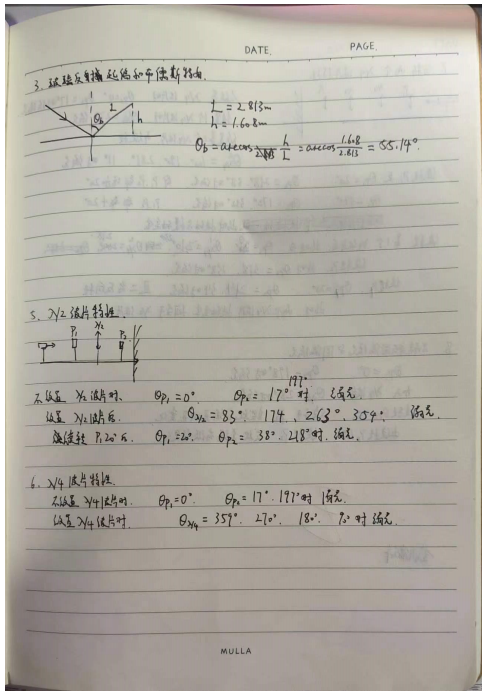 DATE. PAGE.
3. 玻璃反射起偏和布儒斯特角.
L
θb
h
L = 2.813m
h = 1.608m
θb = arccos h/L = arccos 1.608/2.813 = 55.14°.
5. λ/2 波片特性.
P1 λ/2 P2
不放置 λ/2 波片时, θP1 = 0° θP2 = 17° 197° 时, 消光.
放置 λ/2 波片后. θλ/2 = 83°. 174. 263°. 354°. 消光.
旋转 P1 20° 后. θP1 = 20°. θP2 = 38°. 218° 时. 消光.
6. λ/4 波片特性.
不放置 λ/4 波片时. θP1 = 0°. θP2 = 17°. 197° 时 消光.
放置 λ/4 波片时. θλ/4 = 359°. 270°. 180°. 90° 时 消光.
MULLA